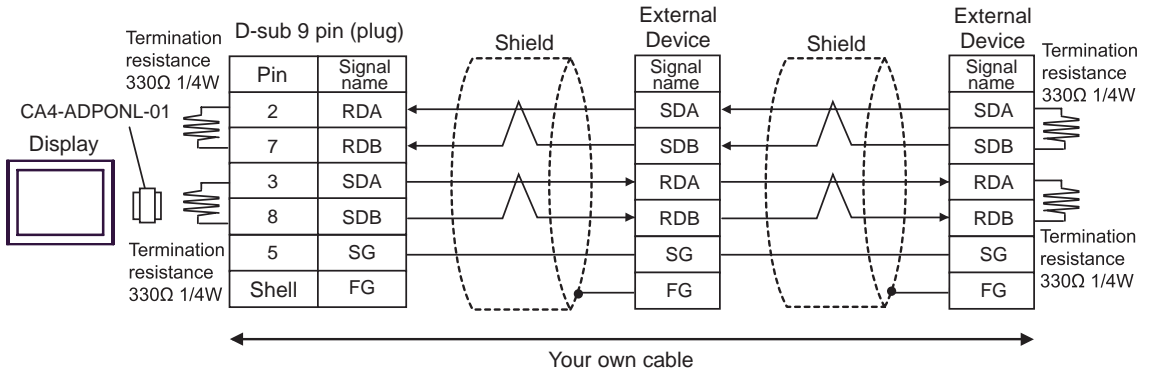 Termination
resistance
330Ω 1/4W
CA4-ADPONL-01
Display
Termination
resistance
330Ω 1/4W
D-sub 9 pin (plug)
Pin Signal name
2 RDA
7 RDB
3 SDA
8 SDB
5 SG
Shell FG
Shield
External
Device
Signal
name
SDA
SDB
RDA
RDB
SG
FG
Shield
External
Device
Signal
name
SDA
SDB
RDA
RDB
SG
FG
Termination
resistance
330Ω 1/4W
Termination
resistance
330Ω 1/4W
Your own cable